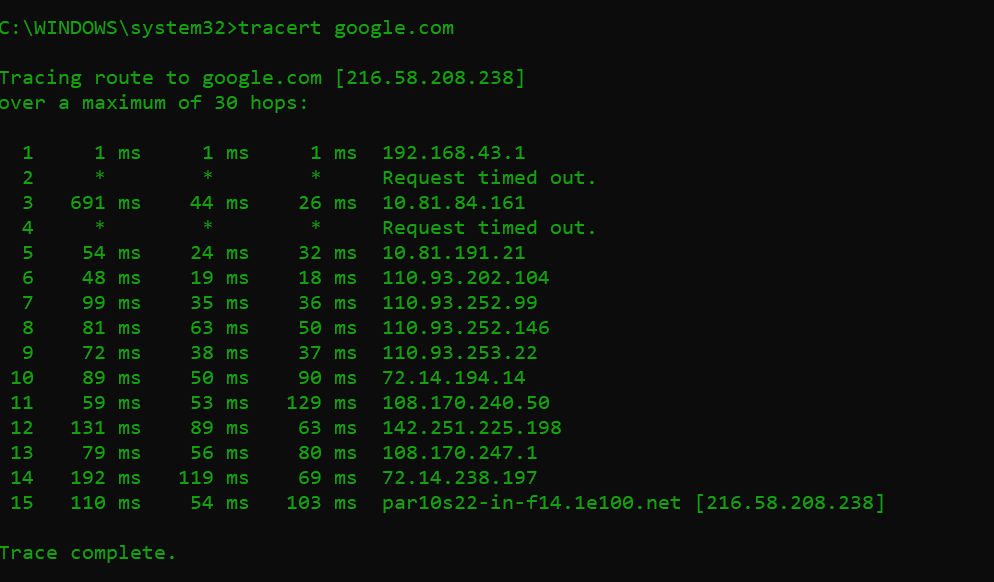 C:\WINDOWS\system32>tracert google.com
Tracing route to google.com [216.58.208.238]
over a maximum of 30 hops:
1 1 ms 1 ms 1 ms 192.168.43.1
2 * * * Request timed out.
3 691 ms 44 ms 26 ms 10.81.84.161
4 * * * Request timed out.
5 54 ms 24 ms 32 ms 10.81.191.21
6 48 ms 19 ms 18 ms 110.93.202.104
7 99 ms 35 ms 36 ms 110.93.252.99
8 81 ms 63 ms 50 ms 110.93.252.146
9 72 ms 38 ms 37 ms 110.93.253.22
10 89 ms 50 ms 90 ms 72.14.194.14
11 59 ms 53 ms 129 ms 108.170.240.50
12 131 ms 89 ms 63 ms 142.251.225.198
13 79 ms 56 ms 80 ms 108.170.247.1
14 192 ms 119 ms 69 ms 72.14.238.197
15 110 ms 54 ms 103 ms par10s22-in-f14.1e100.net [216.58.208.238]
Trace complete.